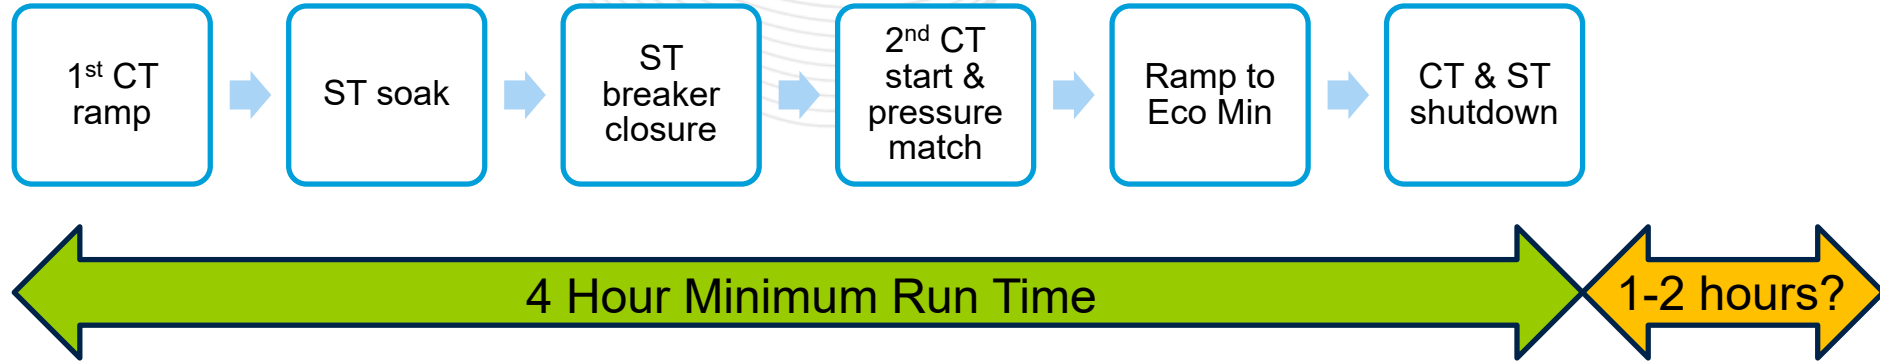 1st CT
ramp
ST soak
ST
breaker
closure
2nd CT
start &
pressure
match
Ramp to
Eco Min
CT & ST
shutdown
4 Hour Minimum Run Time
1-2 hours?